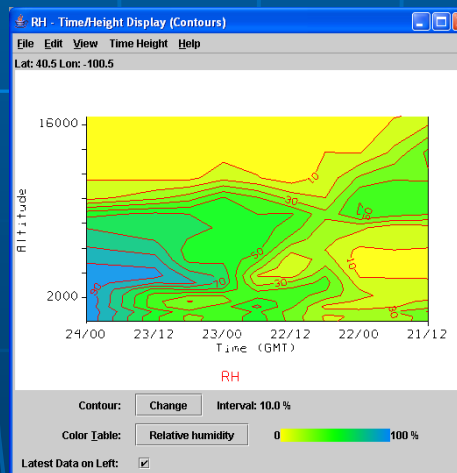 RH - Time/Height Display (Contours)
File Edit View Time Height Help
Lat: 40.5 Lon: -100.5
16000
Altitude
2000
10
30
50
70
30
10
30
24/00 23/12 23/00 22/12 22/00 21/12
Time (GMT)
RH
Contour: Change Interval: 10.0 %
Color Table: Relative humidity 0 100 %
Latest Data on Left: